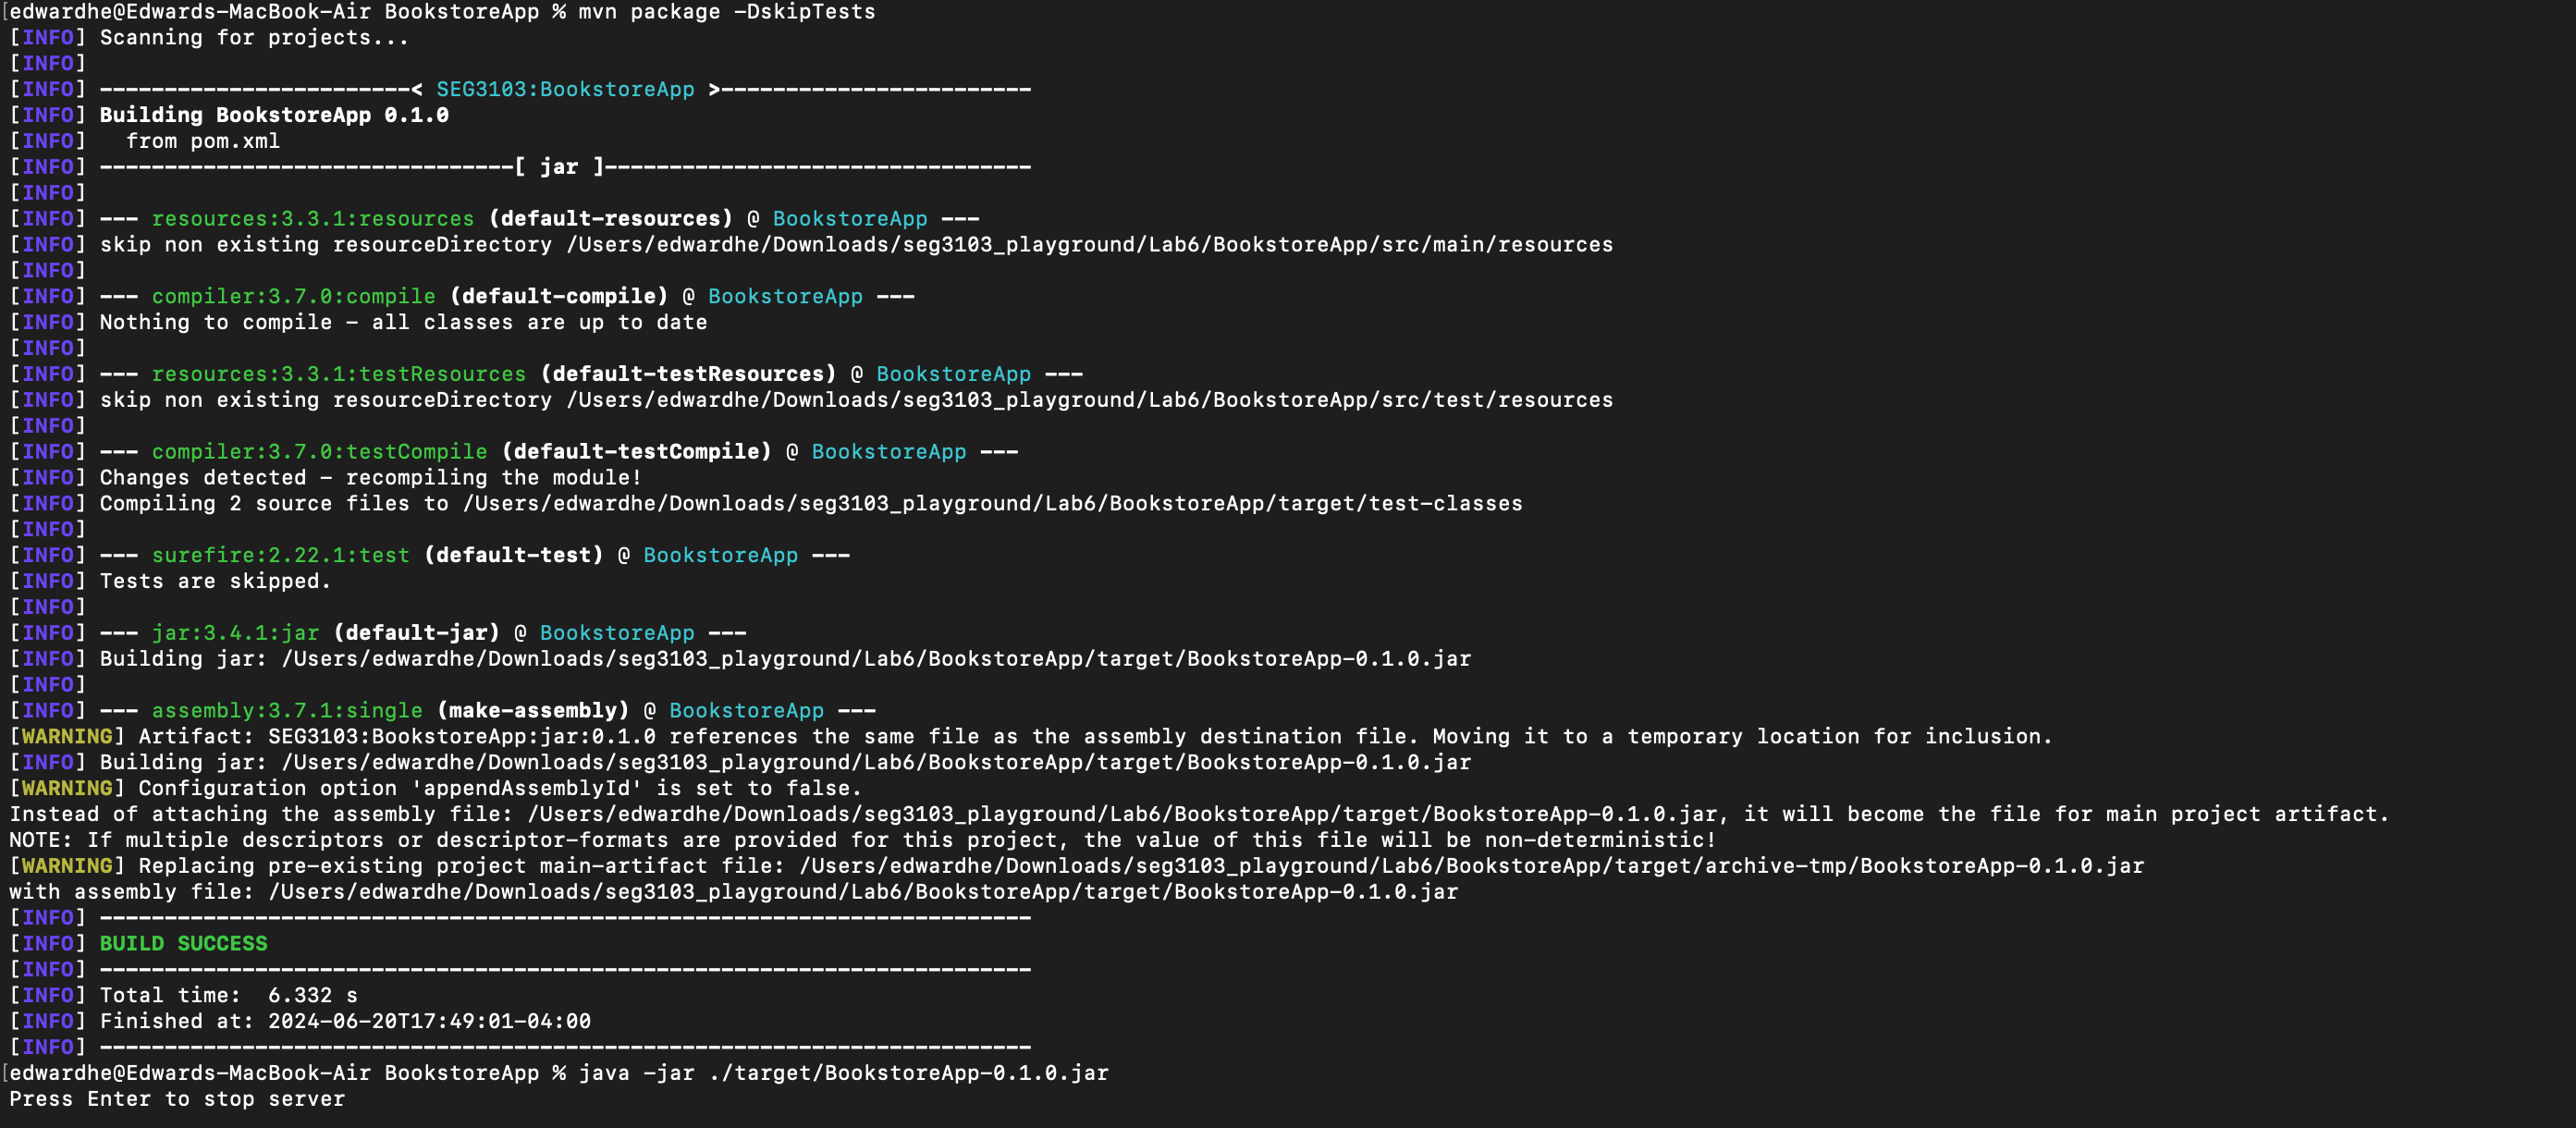 [edwardhe@Edwards-MacBook-Air BookstoreApp % mvn package -DskipTests
[INFO] Scanning for projects...
[INFO]
[INFO] ------------------------< SEG3103:BookstoreApp >------------------------
[INFO] Building BookstoreApp 0.1.0
[INFO]   from pom.xml
[INFO] --------------------------------[ jar ]---------------------------------
[INFO]
[INFO] --- resources:3.3.1:resources (default-resources) @ BookstoreApp ---
[INFO] skip non existing resourceDirectory /Users/edwardhe/Downloads/seg3103_playground/Lab6/BookstoreApp/src/main/resources
[INFO]
[INFO] --- compiler:3.7.0:compile (default-compile) @ BookstoreApp ---
[INFO] Nothing to compile - all classes are up to date
[INFO]
[INFO] --- resources:3.3.1:testResources (default-testResources) @ BookstoreApp ---
[INFO] skip non existing resourceDirectory /Users/edwardhe/Downloads/seg3103_playground/Lab6/BookstoreApp/src/test/resources
[INFO]
[INFO] --- compiler:3.7.0:testCompile (default-testCompile) @ BookstoreApp ---
[INFO] Changes detected - recompiling the module!
[INFO] Compiling 2 source files to /Users/edwardhe/Downloads/seg3103_playground/Lab6/BookstoreApp/target/test-classes
[INFO]
[INFO] --- surefire:2.22.1:test (default-test) @ BookstoreApp ---
[INFO] Tests are skipped.
[INFO]
[INFO] --- jar:3.4.1:jar (default-jar) @ BookstoreApp ---
[INFO] Building jar: /Users/edwardhe/Downloads/seg3103_playground/Lab6/BookstoreApp/target/BookstoreApp-0.1.0.jar
[INFO]
[INFO] --- assembly:3.7.1:single (make-assembly) @ BookstoreApp ---
[WARNING] Artifact: SEG3103:BookstoreApp:jar:0.1.0 references the same file as the assembly destination file. Moving it to a temporary location for inclusion.
[INFO] Building jar: /Users/edwardhe/Downloads/seg3103_playground/Lab6/BookstoreApp/target/BookstoreApp-0.1.0.jar
[WARNING] Configuration option 'appendAssemblyId' is set to false.
Instead of attaching the assembly file: /Users/edwardhe/Downloads/seg3103_playground/Lab6/BookstoreApp/target/BookstoreApp-0.1.0.jar, it will become the file for main project artifact.
NOTE: If multiple descriptors or descriptor-formats are provided for this project, the value of this file will be non-deterministic!
[WARNING] Replacing pre-existing project main-artifact file: /Users/edwardhe/Downloads/seg3103_playground/Lab6/BookstoreApp/target/archive-tmp/BookstoreApp-0.1.0.jar
with assembly file: /Users/edwardhe/Downloads/seg3103_playground/Lab6/BookstoreApp/target/BookstoreApp-0.1.0.jar
[INFO] ------------------------------------------------------------------------
[INFO] BUILD SUCCESS
[INFO] ------------------------------------------------------------------------
[INFO] Total time:  6.332 s
[INFO] Finished at: 2024-06-20T17:49:01-04:00
[INFO] ------------------------------------------------------------------------
[edwardhe@Edwards-MacBook-Air BookstoreApp % java -jar ./target/BookstoreApp-0.1.0.jar
Press Enter to stop server